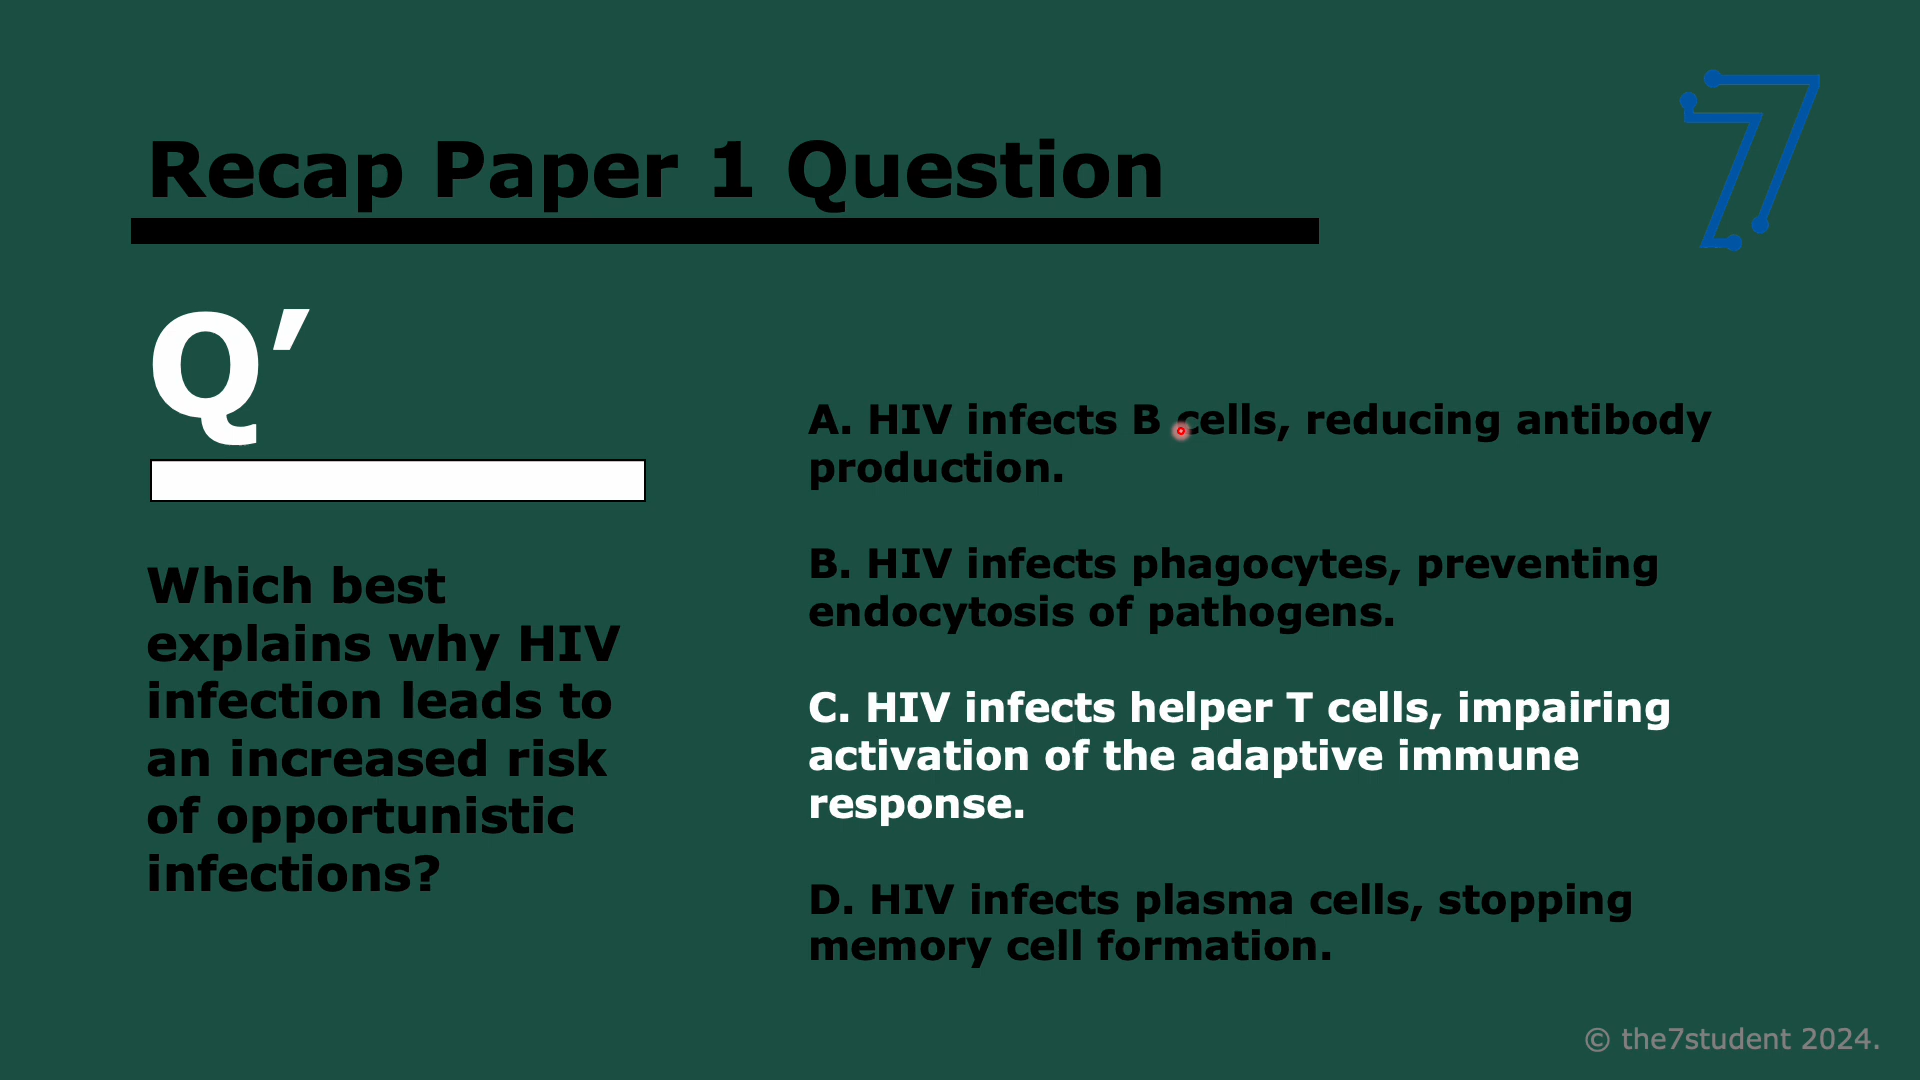 Recap Paper 1 Question
Q’
Which best
explains why HIV
infection leads to
an increased risk
of opportunistic
infections?
A. HIV infects B cells, reducing antibody
production.
B. HIV infects phagocytes, preventing
endocytosis of pathogens.
C. HIV infects helper T cells, impairing
activation of the adaptive immune
response.
D. HIV infects plasma cells, stopping
memory cell formation.
© the7student 2024.